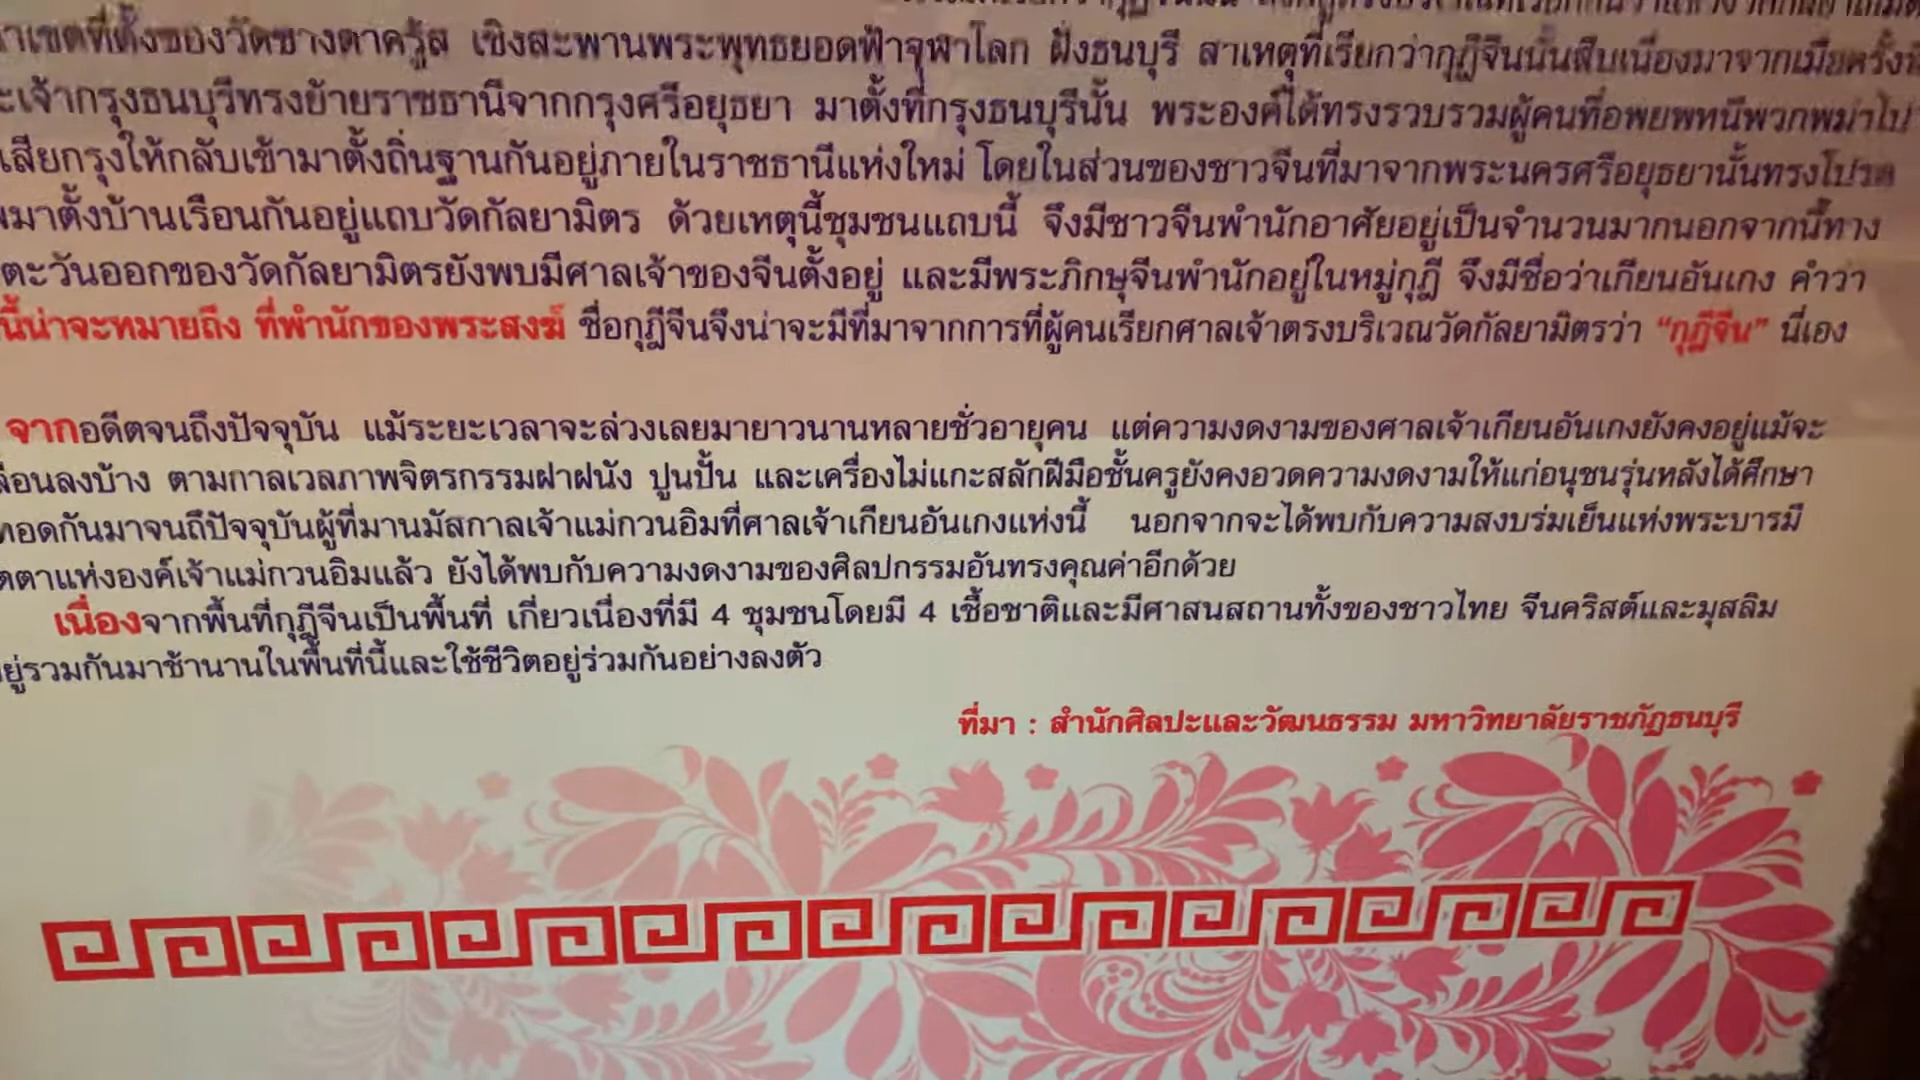 เขตที่ตั้งของวัดซางตาครู้ส เชิงสะพานพระพุทธยอดฟ้าจุฬาโลก ฝั่งธนบุรี สาเหตุที่เรียกว่ากุฎีจีนนั้นสืบเนื่องมาจากเมื่อครั้ง
เจ้ากรุงธนบุรีทรงย้ายราชธานีจากกรุงศรีอยุธยา มาตั้งที่กรุงธนบุรีนั้น พระองค์ได้ทรงรวบรวมผู้คนที่อพยพหนีพวกพม่าไป
เสียกรุงให้กลับเข้ามาตั้งถิ่นฐานกันอยู่ภายในราชธานีแห่งใหม่ โดยในส่วนของชาวจีนที่มาจากพระนครศรีอยุธยานั้นทรงโปรด
มาตั้งบ้านเรือนกันอยู่แถบวัดกัลยามิตร ด้วยเหตุนี้ชุมชนแถบนี้ จึงมีชาวจีนพำนักอาศัยอยู่เป็นจำนวนมากนอกจากนี้ทาง
ตะวันออกของวัดกัลยามิตรยังพบมีศาลเจ้าของจีนตั้งอยู่ และมีพระภิกษุจีนพำนักอยู่ในหมู่กุฎี จึงมีชื่อว่าเกียนอันเกง คำว่า
นี้น่าจะหมายถึง ที่พำนักของพระสงฆ์ ชื่อกุฎีจีนจึงน่าจะมีที่มาจากการที่ผู้คนเรียกศาลเจ้าตรงบริเวณวัดกัลยามิตรว่า “กุฎีจีน” นี่เอง
จากอดีตจนถึงปัจจุบัน แม้ระยะเวลาจะล่วงเลยมายาวนานหลายชั่วอายุคน แต่ความงดงามของศาลเจ้าเกียนอันเกงยังคงอยู่แม้จะ
ลือนลงบ้าง ตามกาลเวลภาพจิตรกรรมฝาฝนัง ปูนปั้น และเครื่องไม่แกะสลักฝีมือชั้นครูยังคงอวดความงดงามให้แก่อนุชนรุ่นหลังได้ศึกษา
ทอดกันมาจนถึปัจจุบันผู้ที่มานมัสกาลเจ้าแม่กวนอิมที่ศาลเจ้าเกียนอันเกงแห่งนี้ นอกจากจะได้พบกับความสงบร่มเย็นแห่งพระบารมี
ตตาแห่งองค์เจ้าแม่กวนอิมแล้ว ยังได้พบกับความงดงามของศิลปกรรมอันทรงคุณค่าอีกด้วย
เนื่องจากพื้นที่กุฎีจีนเป็นพื้นที่ เกี่ยวเนื่องที่มี 4 ชุมชนโดยมี 4 เชื้อชาติและมีศาสนสถานทั้งของชาวไทย จีนคริสต์และมุสลิม
ยู่รวมกันมาช้านานในพื้นที่นี้และใช้ชีวิตอยู่ร่วมกันอย่างลงตัว
ที่มา : สำนักศิลปะและวัฒนธรรม มหาวิทยาลัยราชภัฏธนบุรี